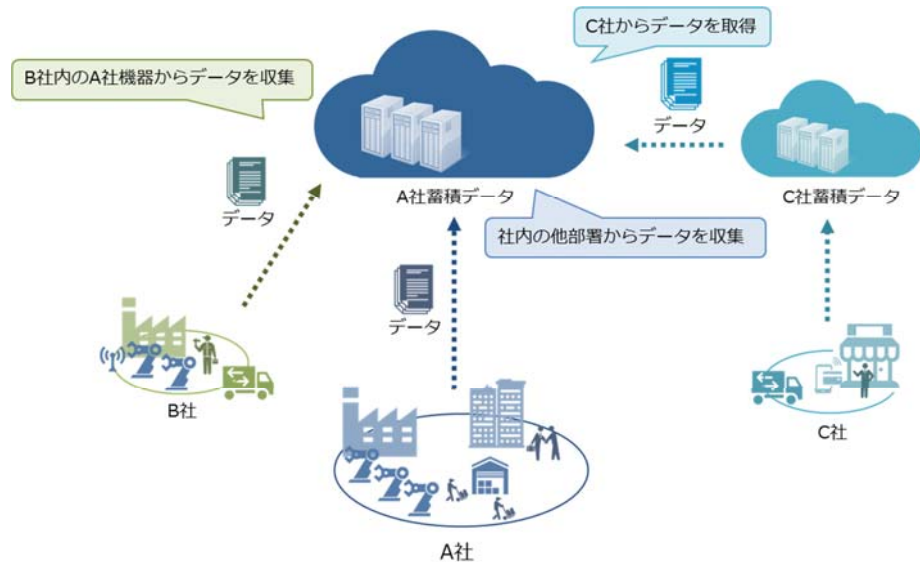 C社からデータを取得
B社内のA社機器からデータを収集
データ
データ
A社蓄積データ
C社蓄積データ
社内の他部署からデータを収集
データ
B社
C社
A社